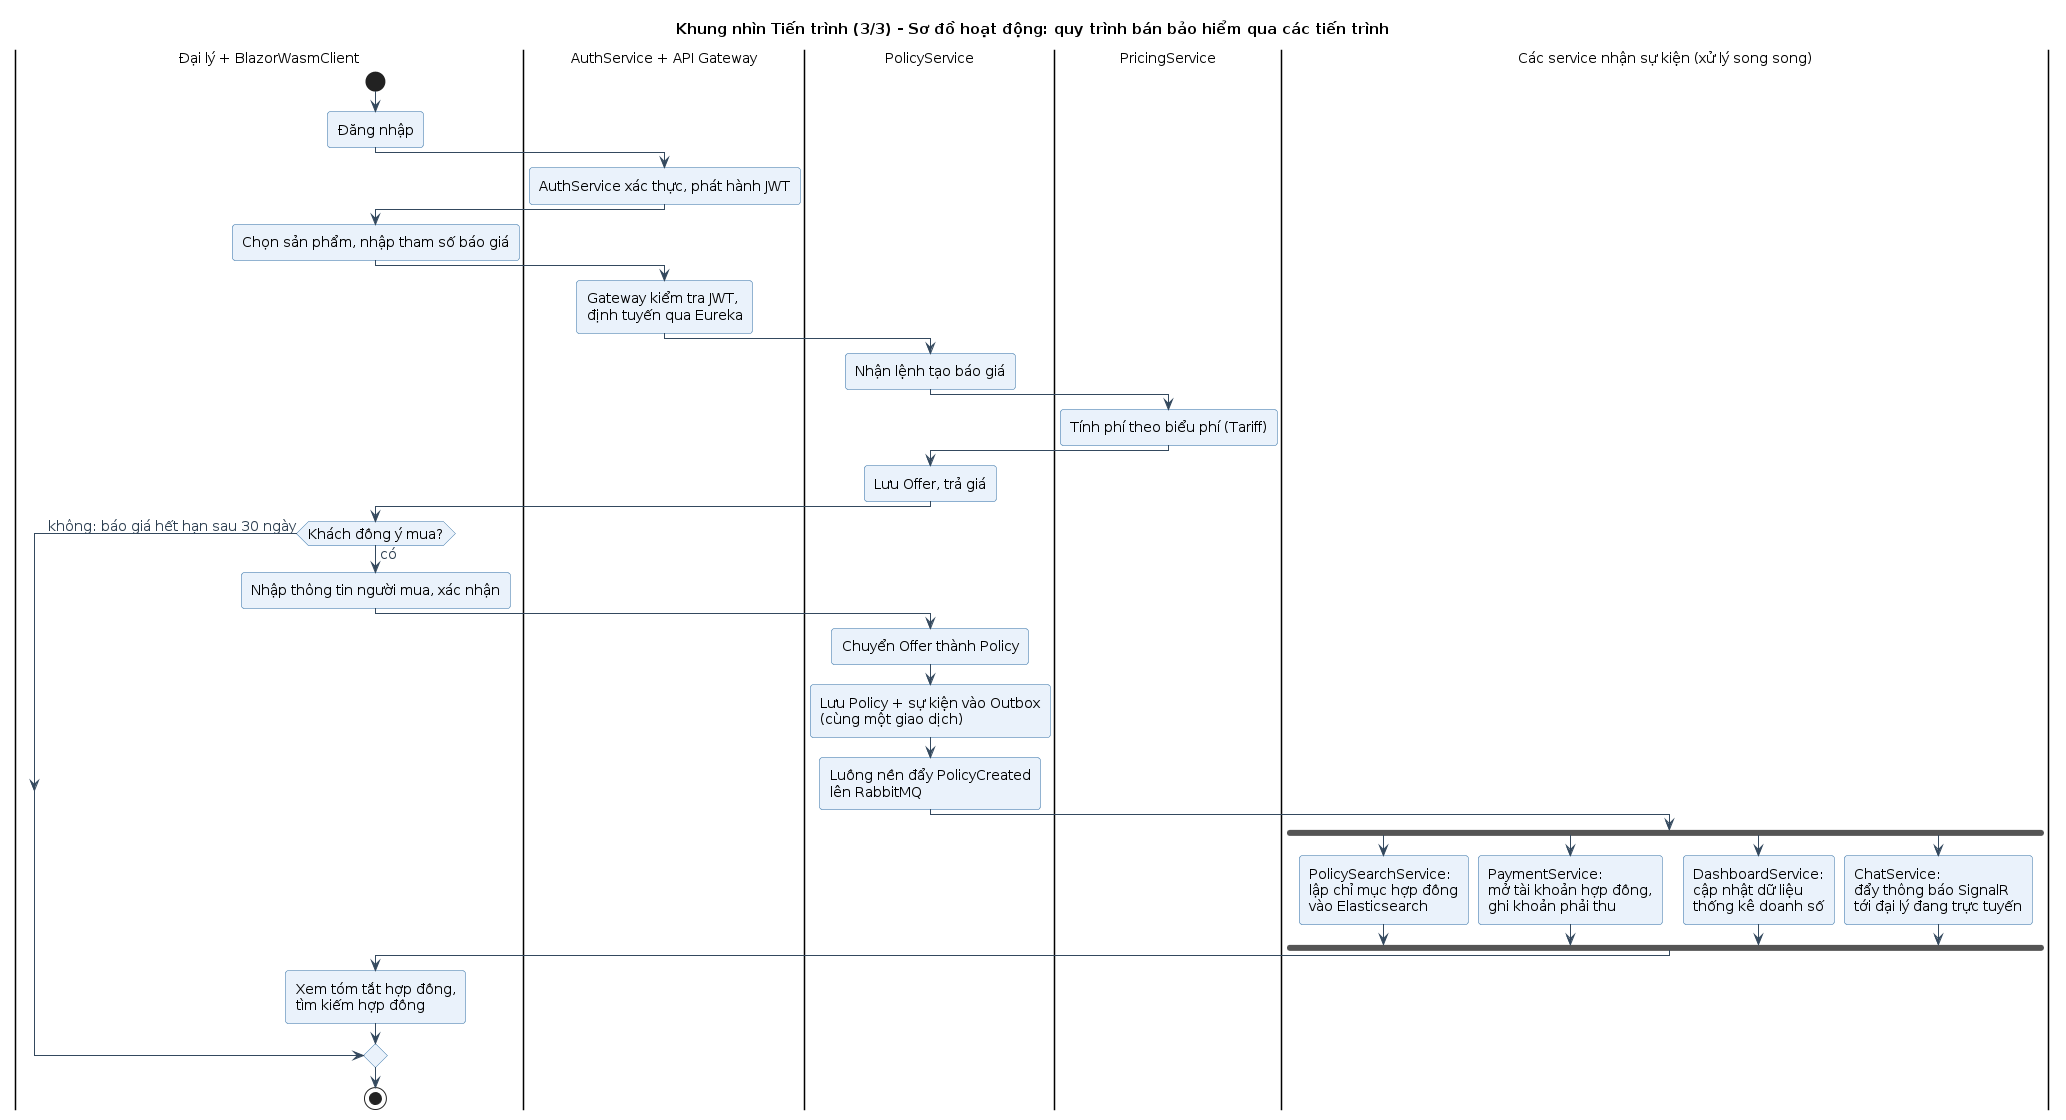 Khung nhìn Tiến trình (3/3) - Sơ đồ hoạt động: quy trình bán bảo hiểm qua các tiến trình
Đại lý + BlazorWasmClient
AuthService + API Gateway
PolicyService
PricingService
Các service nhận sự kiện (xử lý song song)
Đăng nhập
AuthService xác thực, phát hành JWT
Chọn sản phẩm, nhập tham số báo giá
Gateway kiểm tra JWT,
định tuyến qua Eureka
Nhận lệnh tạo báo giá
Tính phí theo biểu phí (Tariff)
Lưu Offer, trả giá
không: báo giá hết hạn sau 30 ngày
Khách đồng ý mua?
có
Nhập thông tin người mua, xác nhận
Chuyển Offer thành Policy
Lưu Policy + sự kiện vào Outbox
(cùng một giao dịch)
Luồng nền đẩy PolicyCreated
lên RabbitMQ
PolicySearchService:
lập chỉ mục hợp đồng
vào Elasticsearch
PaymentService:
mở tài khoản hợp đồng,
ghi khoản phải thu
DashboardService:
cập nhật dữ liệu
thống kê doanh số
ChatService:
đẩy thông báo SignalR
tới đại lý đang trực tuyến
Xem tóm tắt hợp đồng,
tìm kiếm hợp đồng